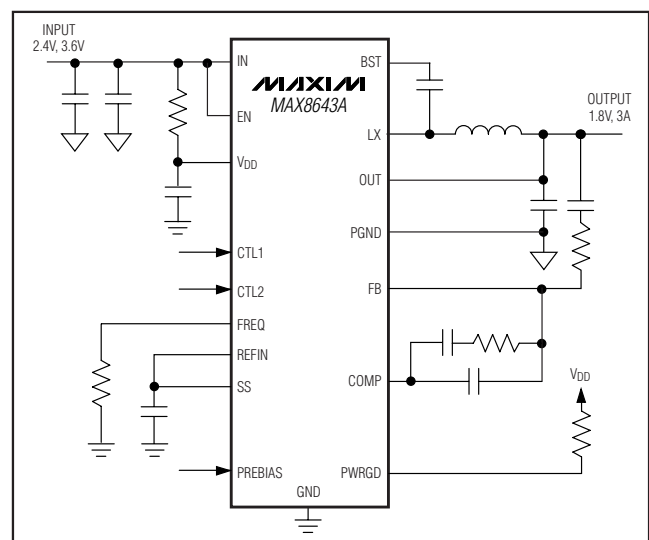 INPUT
2.4V, 3.6V
IN
EN
VDD
CTL1
CTL2
FREQ
REFIN
SS
PREBIAS
MAXIM
MAX8643A
GND
BST
LX
OUT
PGND
FB
COMP
PWRGD
OUTPUT
1.8V, 3A
VDD